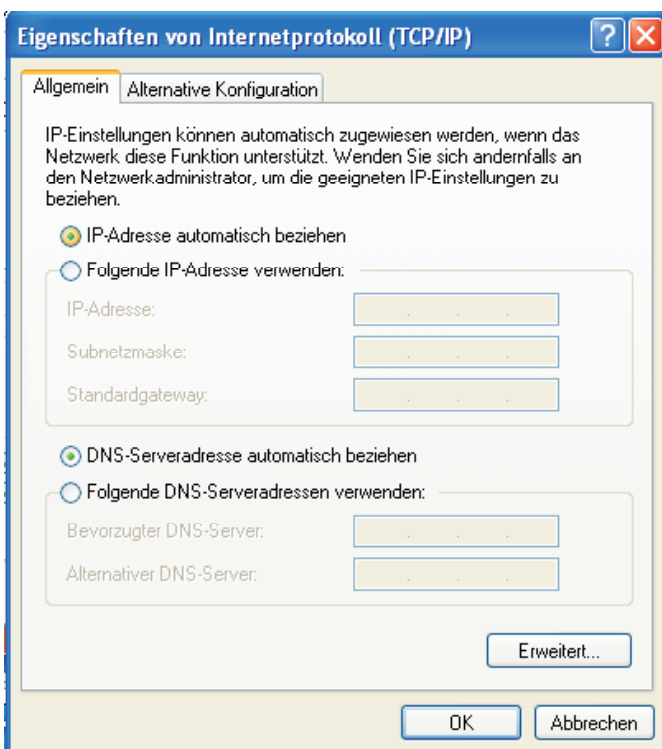 Eigenschaften von Internetprotokoll (TCP/IP)
Allgemein
Alternative Konfiguration
IP-Einstellungen können automatisch zugewiesen werden, wenn das
Netzwerk diese Funktion unterstützt. Wenden Sie sich andernfalls an
den Netzwerkadministrator, um die geeigneten IP-Einstellungen zu
beziehen.
IP-Adresse automatisch beziehen
Folgende IP-Adresse verwenden:
IP-Adresse:
Subnetzmaske:
Standardgateway:
DNS-Serveradresse automatisch beziehen
Folgende DNS-Serveradressen verwenden:
Bevorzugter DNS-Server:
Alternativer DNS-Server:
Erweitert...
OK
Abbrechen